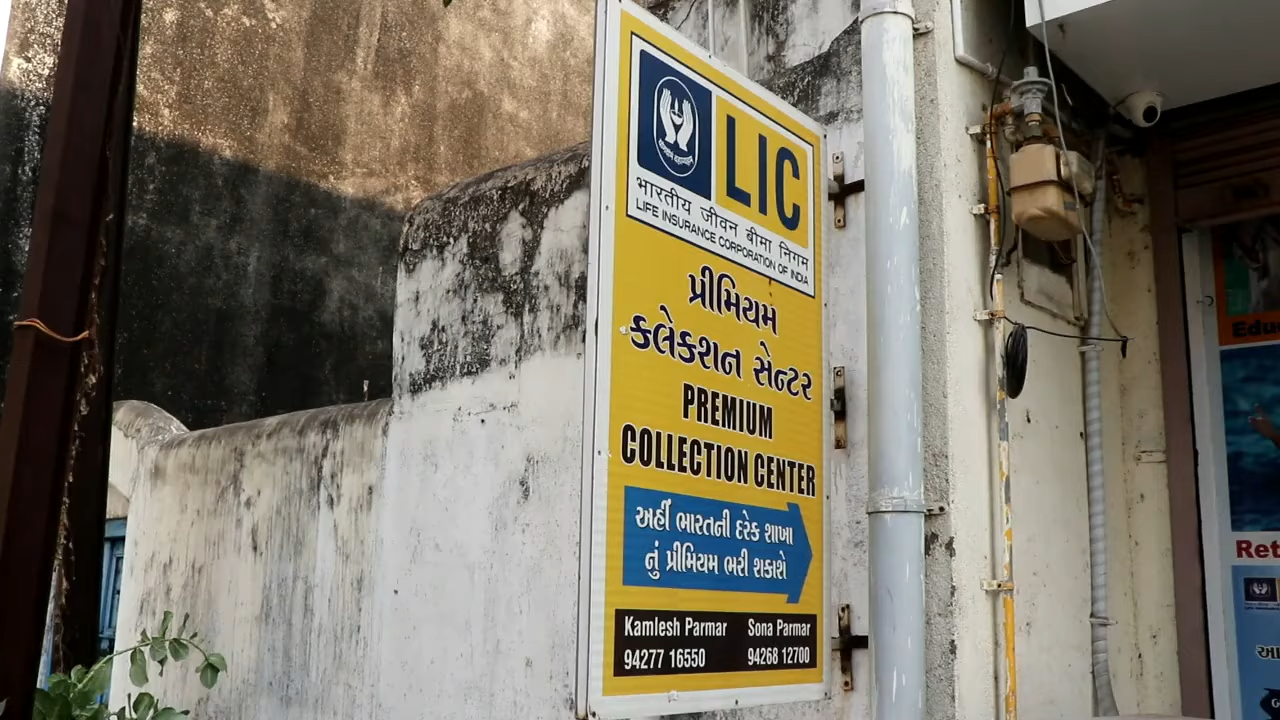 LIC
भारतीय जीवन बीमा निगम
LIFE INSURANCE CORPORATION OF INDIA
પ્રીમિયમ
કલેકશન સેન્ટર
PREMIUM
COLLECTION CENTER
અહીં ભારતની દરેક શાખા
નું પ્રીમિયમ ભરી શકાશે
Kamlesh Parmar Sona Parmar
94277 16550 94268 12700
Edu
Ret